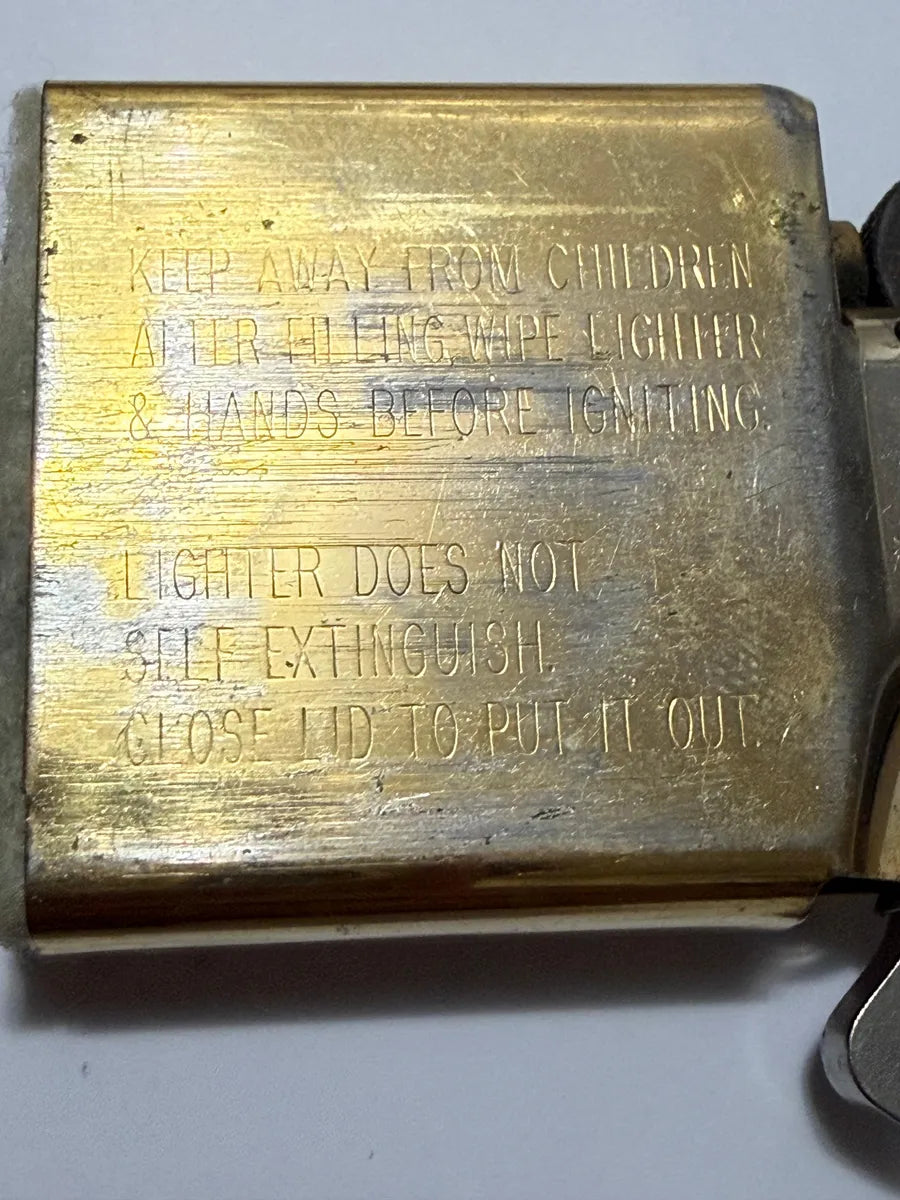 KEEP AWAY FROM CHILDREN
AFTER FILLING, WIPE LIGHTER
& HANDS BEFORE IGNITING.
LIGHTER DOES NOT
SELF EXTINGUISH.
CLOSE LID TO PUT IT OUT.